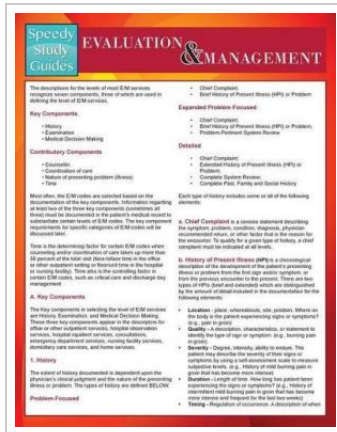 Speedy
Study
Guides
EVALUATION
& MANAGEMENT
The descriptions for the levels of most E/M services
recognize seven components, three of which are used in
defining the level of E/M services.
Key Components
• History
• Examination
• Medical Decision Making
Contributory Components
• Counselin
• Coordination of care
• Nature of presenting problem (illness)
• Time
Most often, the E/M codes are selected based on the
documentation of the key components. Information regarding
at least two of the three key components (sometimes all
three) must be documented in the patient's medical record to
substantiate certain levels of E/M codes. The key component
requirements for specific categories of E/M codes will be
discussed later.
Time is the determining factor for certain E/M codes when
counseling and/or coordination of care takes up more than
50 percent of the total visit (face-to-face time in the office
or other outpatient setting or floor/unit time in the hospital
or nursing facility). Time also is the controlling factor in
certain E/M codes, such as critical care and discharge day
management
A. Key Components
The Key Components in selecting the level of E/M services
are History, Examination, and Medical Decision Making.
These three key components appear in the descriptors for
office or other outpatient services, hospital observation
services, hospital inpatient services, consultations,
emergency department services, nursing facility services,
domiciliary care services, and home services.
1. History
The extent of history documented is dependent upon the
physician's clinical judgment and the nature of the presenting
illness or problem. The types of history are defined BELOW:
Problem-Focused
• Chief Complaint
• Brief History of Present Illness (HPI) or Problem
Expanded Problem-Focused
• Chief Complaint
• Brief History of Present Illness (HPI) or Problem,
• Problem-Pertinent System Review
Detailed
• Chief Complaint
• Extended History of Present Illness (HPI) or
Problem,
• Complete System Review
• Complete Past, Family and Social History
Each type of history includes some or all of the following
elements:
a. Chief Complaint is a concise statement describing
the symptom, problem, condition, diagnosis, physician
recommended return, or other factor that is the reason for
the encounter. To qualify for a given type of history, a chief
complaint must be indicated at all levels.
b. History of Present Illness (HPI) is a chronological
description of the development of the patient's presenting
illness or problem from the first sign and/or symptom, or
from the previous encounter to the present. There are two
types of HPIs (brief and extended) which are distinguished
by the amount of detail included in the documentation for the
following elements:
• Location - place, whereabouts, site, position. Where on
the body is the patient experiencing signs or symptoms?
(e.g., pain in groin)
• Quality - A description, characteristics, or statement to
identify the type of sign or symptom. (e.g., burning pain
in groin)
• Severity - Degree, intensity, ability to endure. The
patient may describe the severity of their signs or
symptoms by using a self-assessment scale to measure
subjective levels. (e.g., History of mild burning pain in
groin that has become more intense)
• Duration - Length of time. How long has patient been
experiencing the signs or symptoms? (e.g., History of
intermittent mild burning pain in groin that has become
more intense and frequent for the last two weeks)
• Timing - Regulation of occurrence. A description of when